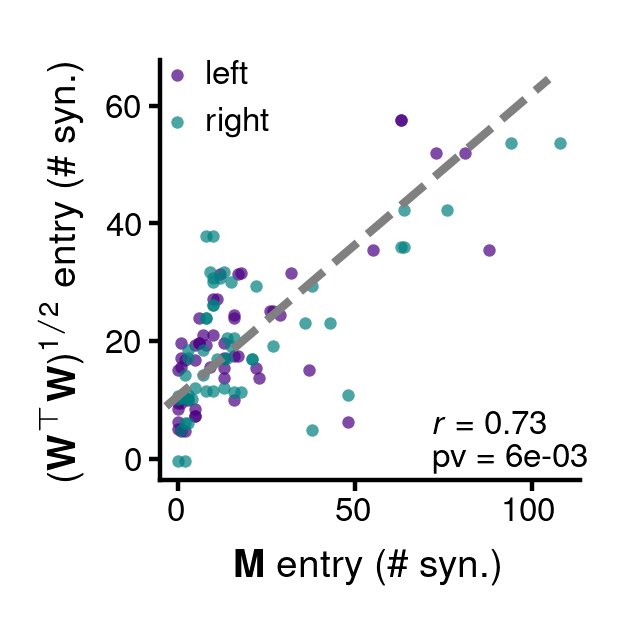 left
right
60
40
20
0
(W⊤W)^1/2 entry (# syn.)
r = 0.73
pv = 6e-03
0 50 100
M entry (# syn.)